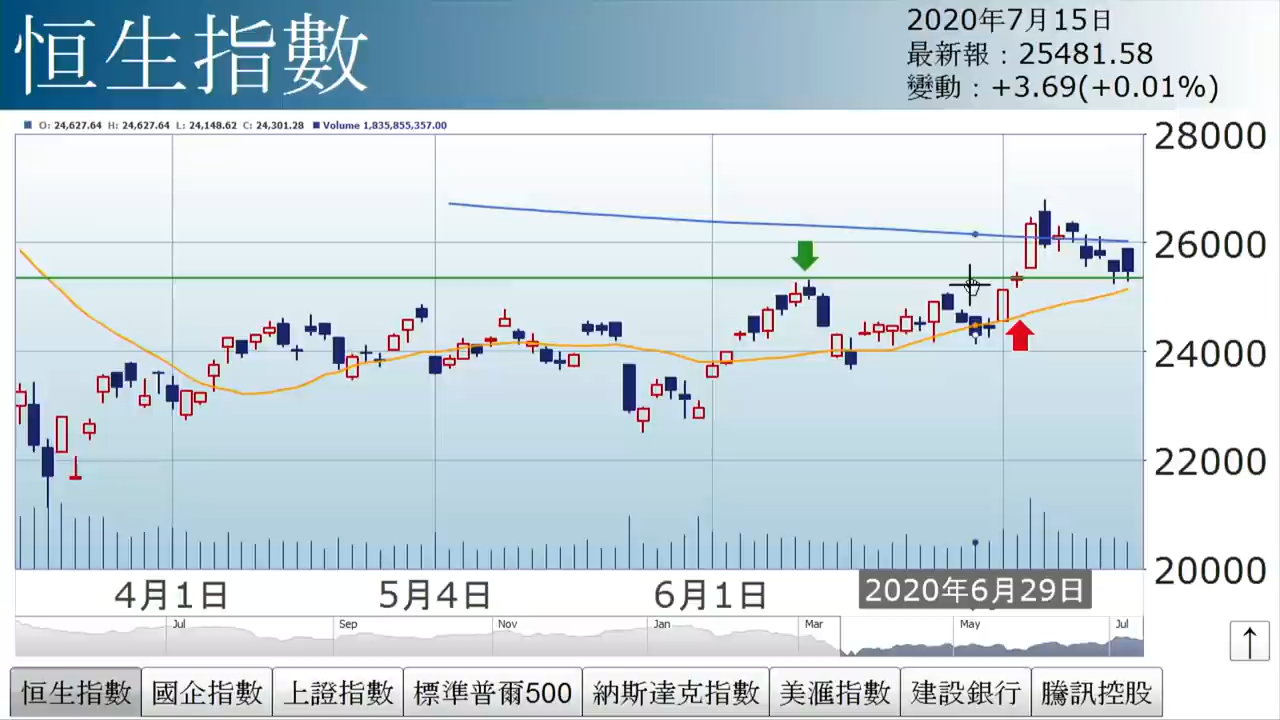 恒生指數
2020年7月15日
最新報：25481.58
變動：+3.69(+0.01%)
O: 24,627.64 H: 24,627.64 L: 24,148.62 C: 24,301.28 Volume 1,835,855,357.00
28000
26000
24000
22000
20000
4月1日 5月4日 6月1日 2020年6月29日
Jul Sep Nov Jan Mar May Jul
↑
恒生指數 國企指數 上證指數 標準普爾500 納斯達克指數 美滙指數 建設銀行 騰訊控股